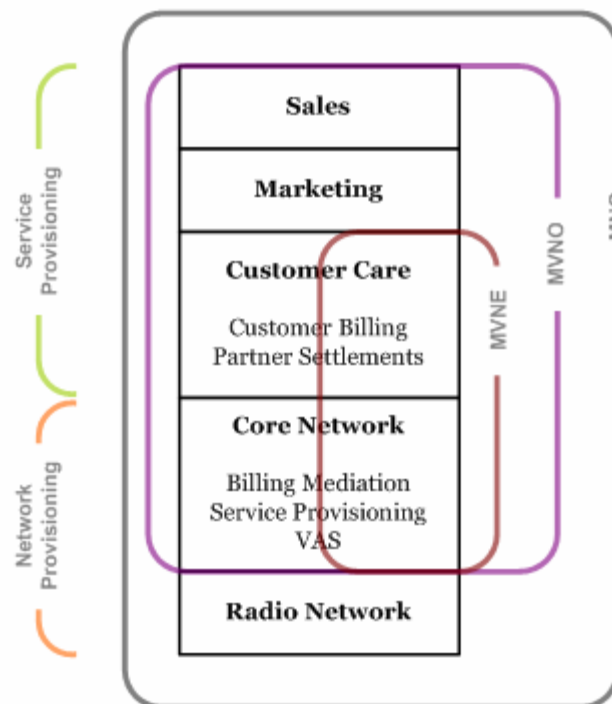 Sales
Marketing
Customer Care
Customer Billing
Partner Settlements
Core Network
Billing Mediation
Service Provisioning
VAS
Radio Network
Service
Provisioning
Network
Provisioning
MVNE
MVNO